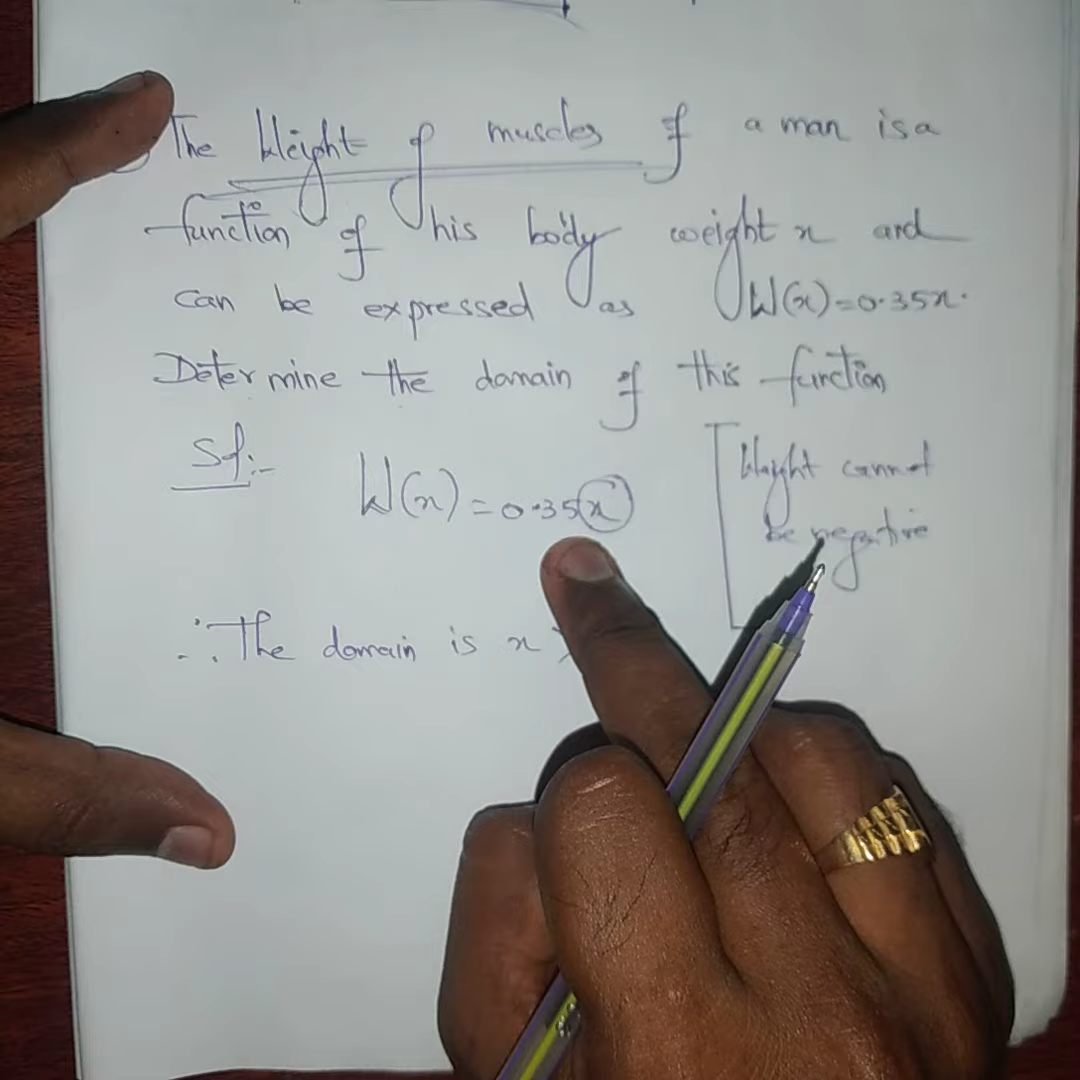 The Weight of muscles of a man is a
function of his body weight x and
can be expressed as W(x)=0.35x.
Determine the domain of this function
Sol:-
W(x) = 0.35x
[Weight cannot
be negative
∴ The domain is x >